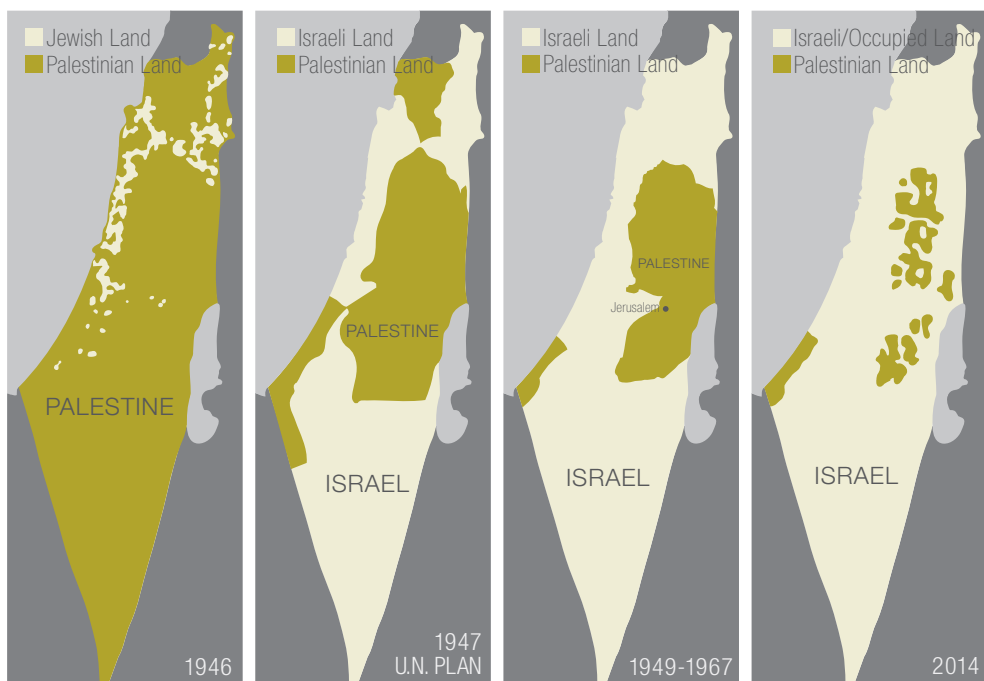 Jewish Land
Palestinian Land
PALESTINE
1946
Israeli Land
Palestinian Land
PALESTINE
ISRAEL
1947
U.N. PLAN
Israeli Land
Palestinian Land
PALESTINE
Jerusalem
ISRAEL
1949-1967
Israeli/Occupied Land
Palestinian Land
ISRAEL
2014